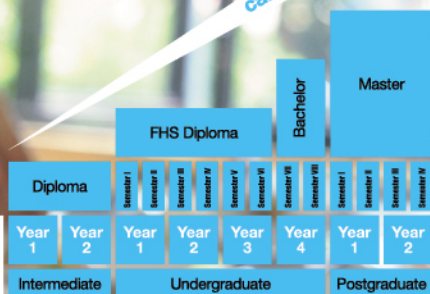 Master
Bachelor
FHS Diploma
Diploma
Semester I
Semester II
Semester III
Semester IV
Semester V
Semester VI
Semester VII
Semester VIII
Semester I
Semester II
Semester III
Semester IV
Year 1
Year 2
Year 1
Year 2
Year 3
Year 4
Year 1
Year 2
Intermediate
Undergraduate
Postgraduate